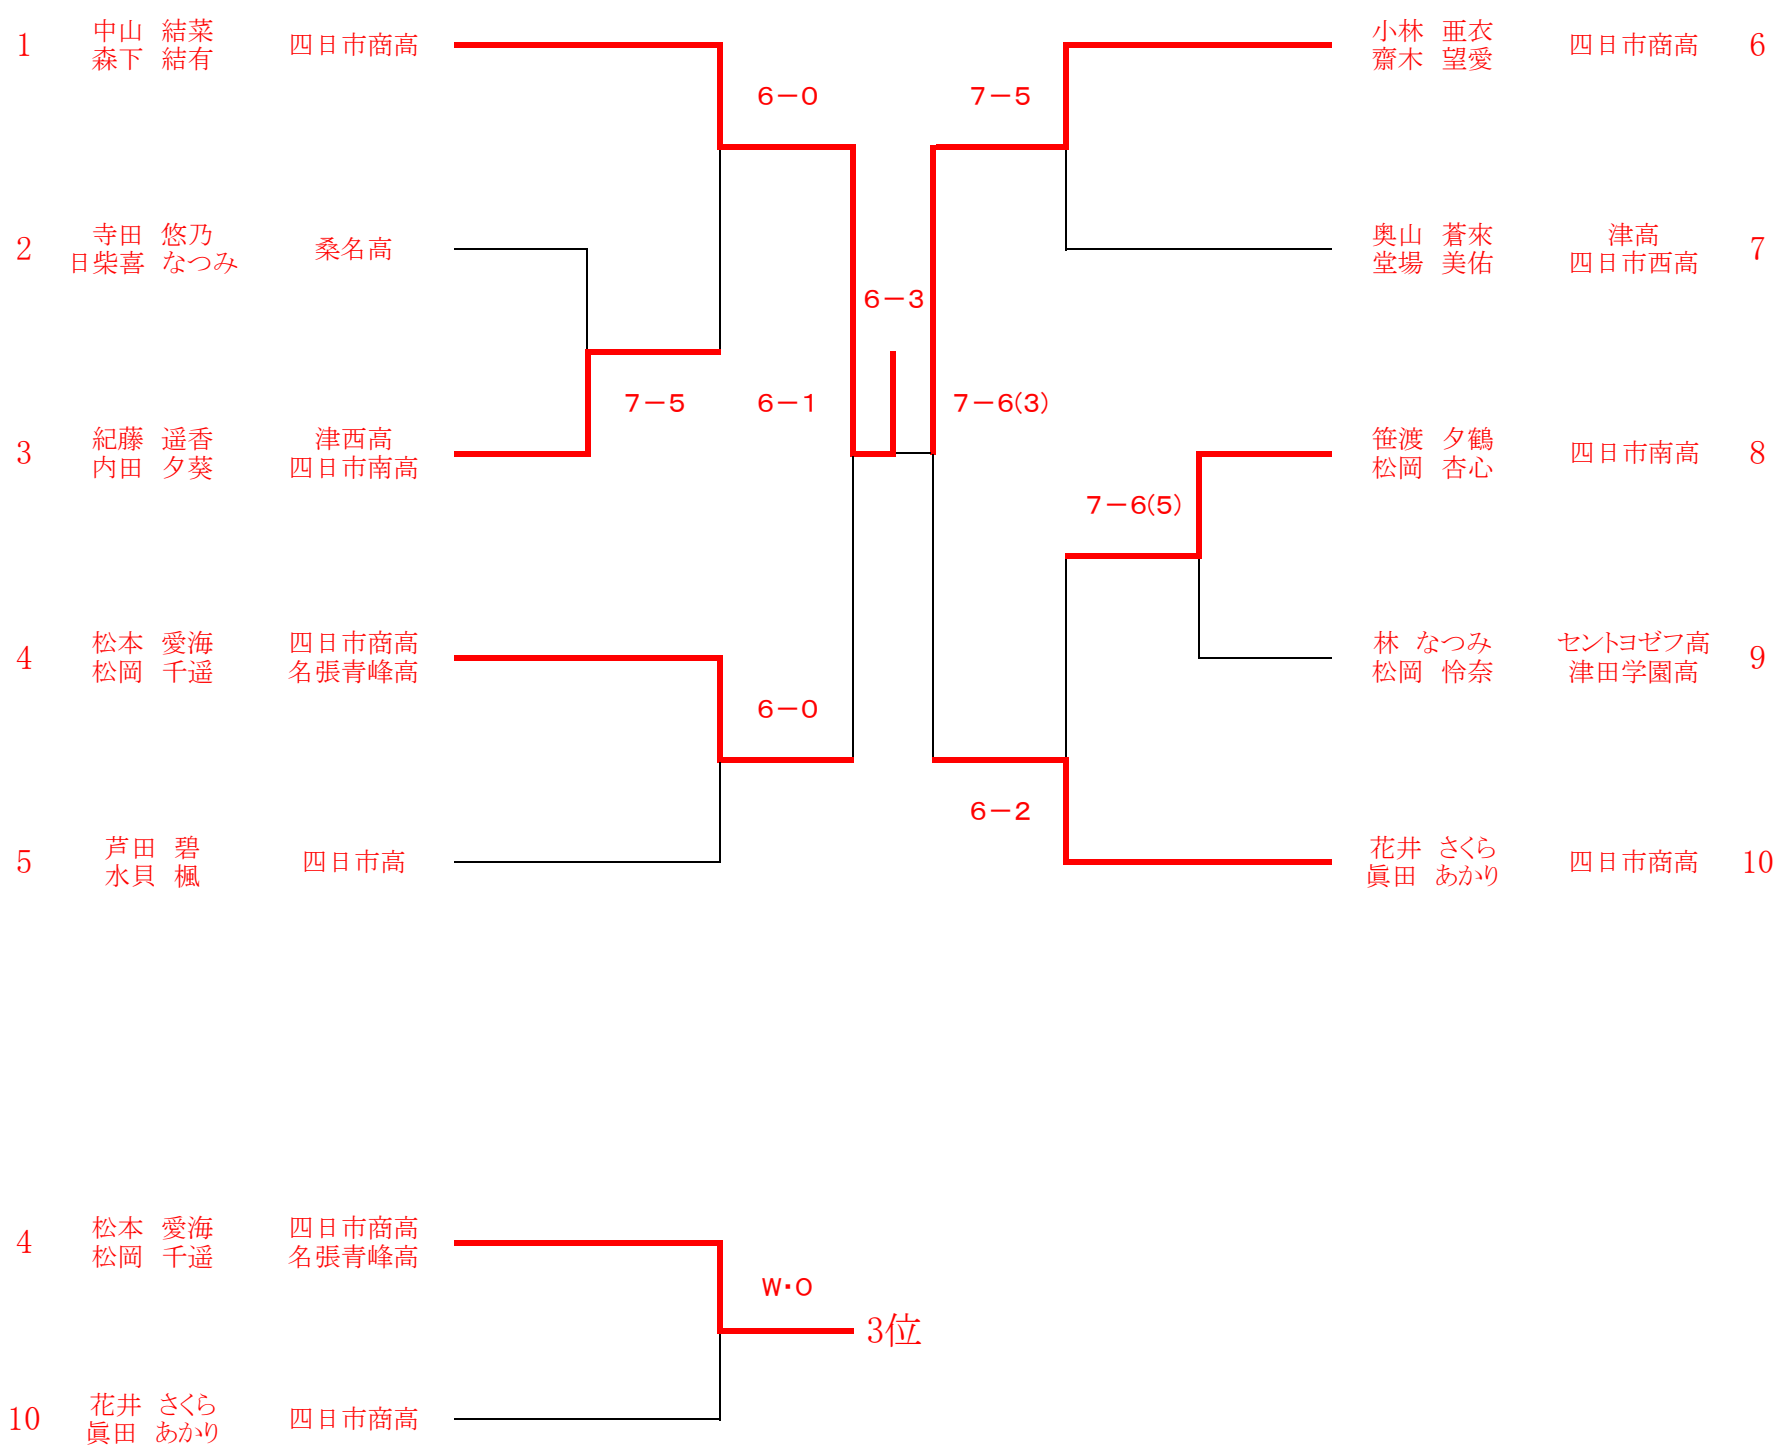 1 中山 結菜 四日市商高
森下 結有
6－0
2 寺田 悠乃 桑名高
日柴喜 なつみ
7－5
3 紀藤 遥香 津西高
内田 夕葵 四日市南高
6－1
4 松本 愛海 四日市商高
松岡 千遥 名張青峰高
6－0
5 芦田 碧 四日市高
水貝 楓
6－3
小林 亜衣 四日市商高 6
齋木 望愛
7－5
奥山 蒼來 津高 7
堂場 美佑 四日市西高
7－6(3)
笹渡 夕鶴 四日市南高 8
松岡 杏心
7－6(5)
林 なつみ セントヨゼフ高 9
松岡 怜奈 津田学園高
6－2
花井 さくら 四日市商高 10
眞田 あかり
4 松本 愛海 四日市商高
松岡 千遥 名張青峰高
W･O
3位
10 花井 さくら 四日市商高
眞田 あかり